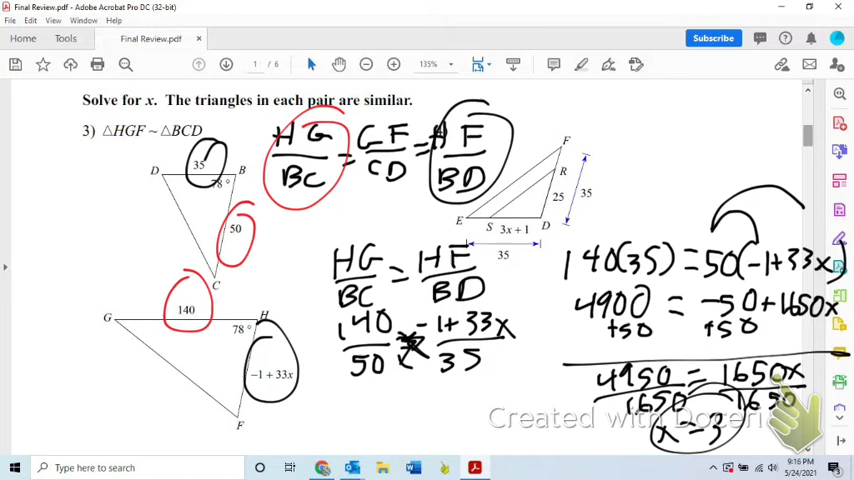 Final Review.pdf - Adobe Acrobat Pro DC (32-bit)
File Edit View Window Help
Home Tools Final Review.pdf × Subscribe
1 / 6 135%
Solve for x. The triangles in each pair are similar.
3) △HGF ~ △BCD
HG/BC = GF/CD = HF/BD
D 35 B
78°
50
C
G 140 H
78°
-1 + 33x
F
F
R
25 35
E S 3x + 1 D
35
HG/BC = HF/BD
140/50 = -1+33x/35
140(35) = 50(-1+33x)
4900 = -50+1650x
+50 +50
4950 = 1650x
1650 1650
x = 3
Created with Doceri
Type here to search
9:16 PM
5/24/2021
3